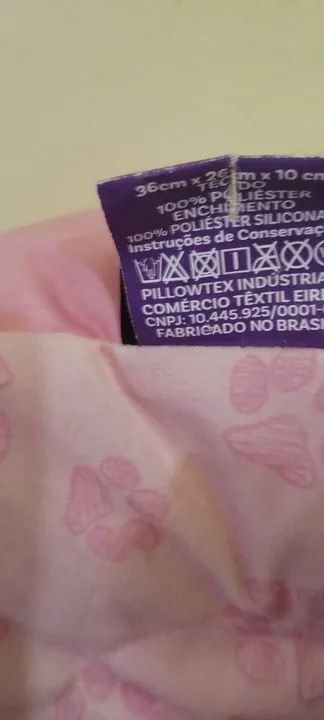 36cm x 26cm x 10 cm
TECIDO
100% POLIÉSTER
ENCHIMENTO
100% POLIÉSTER SILICONA
Instruções de Conservaç
PILLOWTEX INDÚSTRIA
COMÉRCIO TÊXTIL EIRE
CNPJ: 10.445.925/0001-
FABRICADO NO BRASI